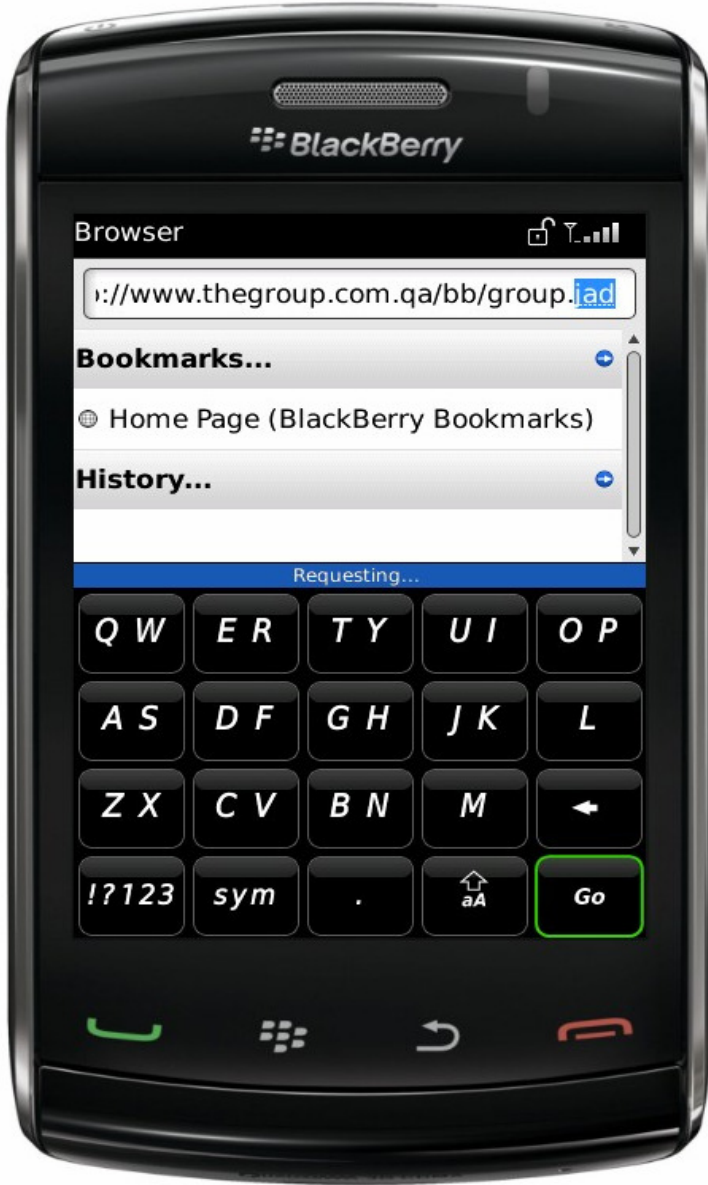 BlackBerry
Browser
://www.thegroup.com.qa/bb/group.jad
Bookmarks...
Home Page (BlackBerry Bookmarks)
History...
Requesting...
Q W E R T Y U I O P
A S D F G H J K L
Z X C V B N M
!?123 sym . aA Go